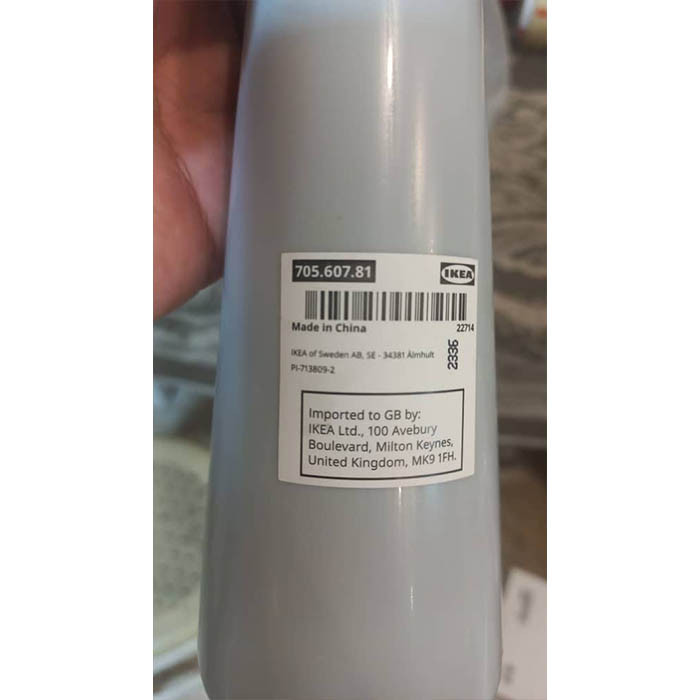 705.607.81 IKEA
Made in China 22714
2336
IKEA of Sweden AB, SE - 34381 Älmhult
PI-713809-2
Imported to GB by:
IKEA Ltd., 100 Avebury
Boulevard, Milton Keynes,
United Kingdom, MK9 1FH.